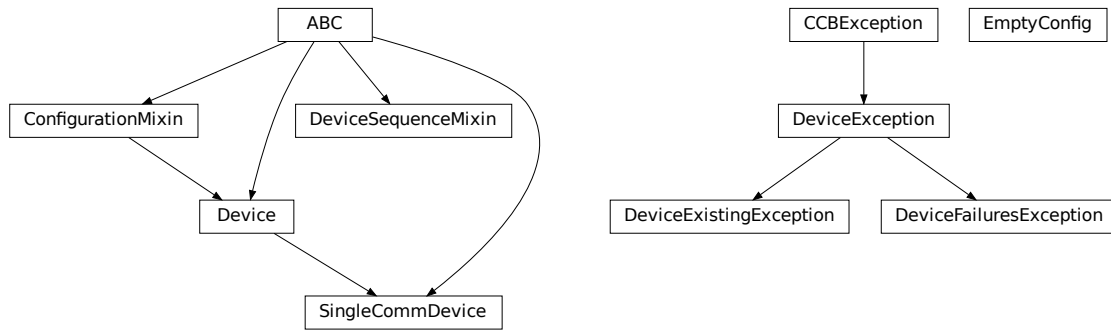 ABC
CCBException
EmptyConfig
ConfigurationMixin
DeviceSequenceMixin
DeviceException
Device
DeviceExistingException
DeviceFailuresException
SingleCommDevice